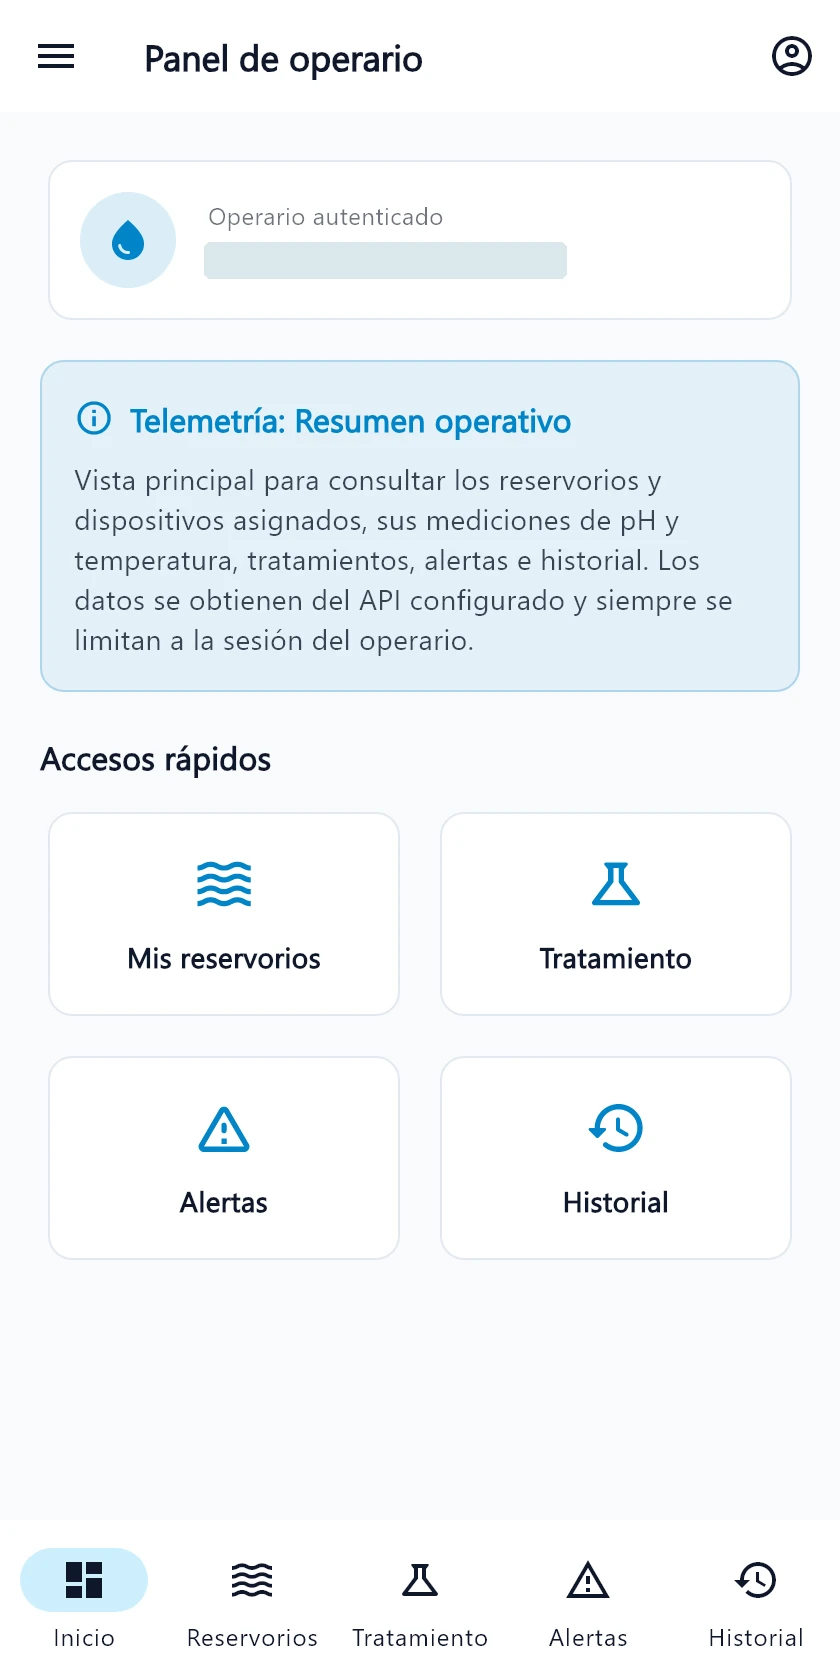 Panel de operario
Operario autenticado
Telemetría: Resumen operativo
Vista principal para consultar los reservorios y
dispositivos asignados, sus mediciones de pH y
temperatura, tratamientos, alertas e historial. Los
datos se obtienen del API configurado y siempre se
limitan a la sesión del operario.
Accesos rápidos
Mis reservorios
Tratamiento
Alertas
Historial
Inicio
Reservorios
Tratamiento
Alertas
Historial